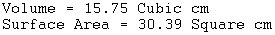 Volume = 15.75 Cubic cm
Surface Area = 30.39 Square cm